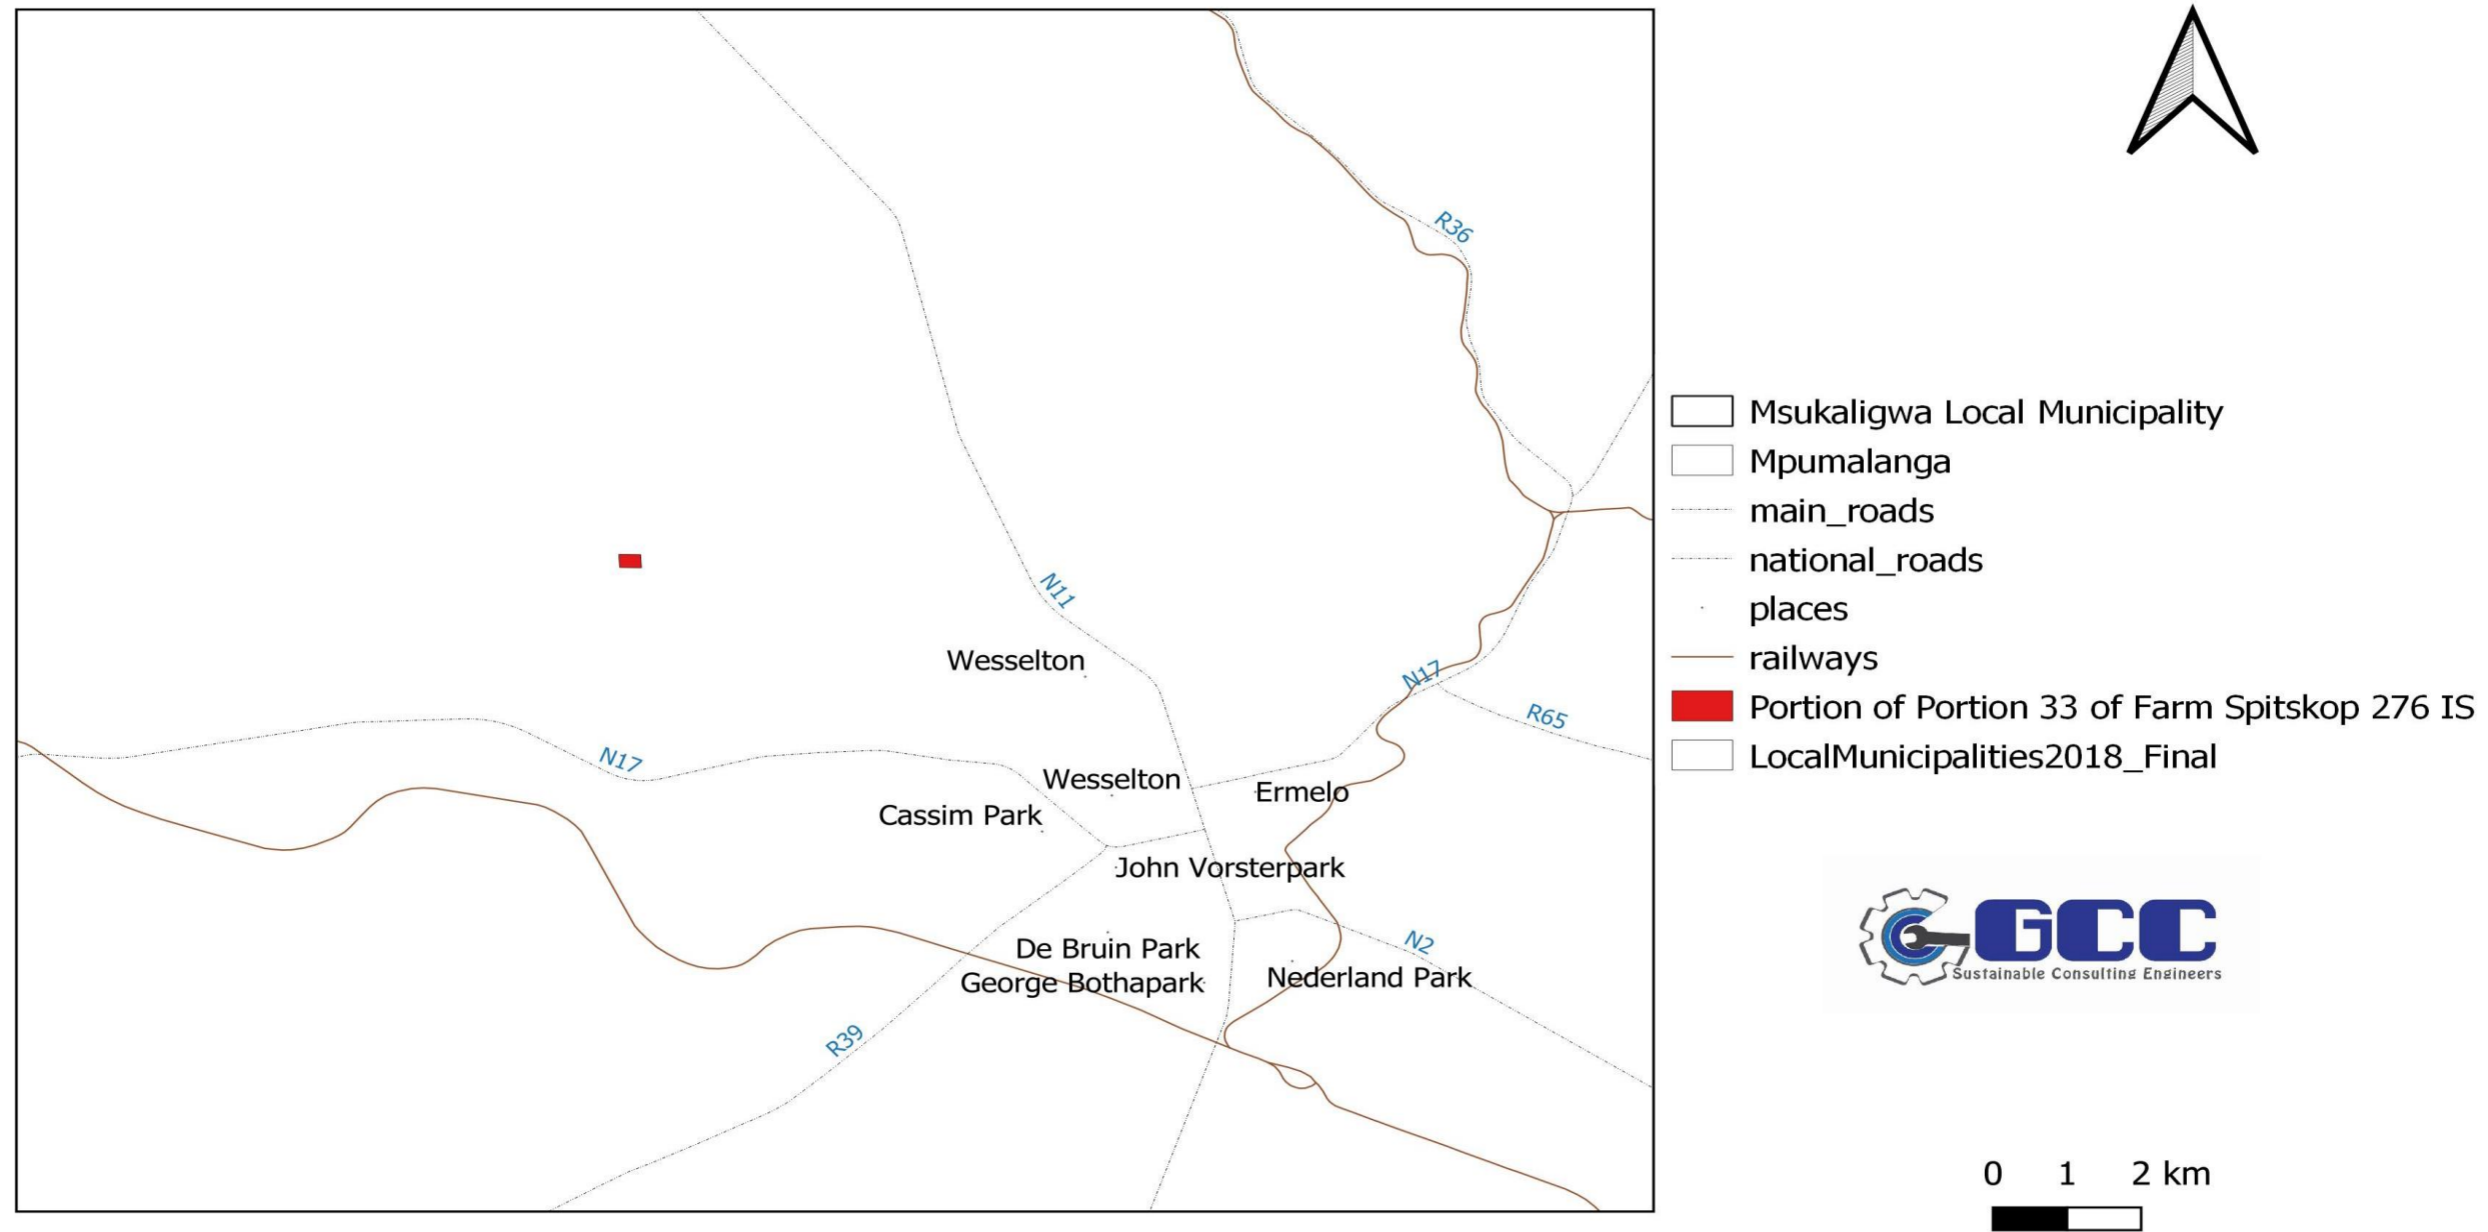 R36
N11
Wesselton
N17
R65
N17
Wesselton
Ermelo
Cassim Park
John Vorsterpark
De Bruin Park
N2
George Bothapark
Nederland Park
R39
Msukaligwa Local Municipality
Mpumalanga
main_roads
national_roads
places
railways
Portion of Portion 33 of Farm Spitskop 276 IS
LocalMunicipalities2018_Final
GCC
Sustainable Consulting Engineers
0 1 2 km